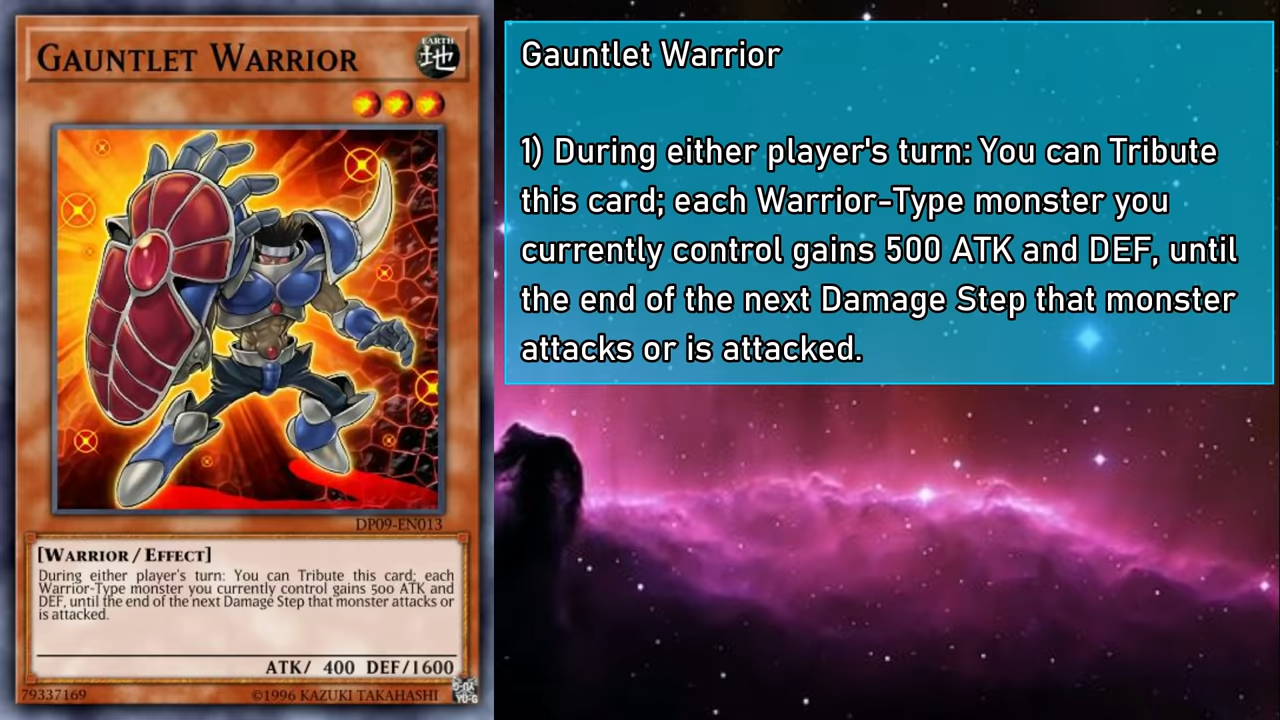 GAUNTLET WARRIOR
EARTH
地
DP09-EN013
[WARRIOR / EFFECT]
During either player's turn: You can Tribute this card; each
Warrior-Type monster you currently control gains 500 ATK and
DEF, until the end of the next Damage Step that monster attacks or
is attacked.
ATK/ 400 DEF/1600
79337169
©1996 KAZUKI TAKAHASHI
Gauntlet Warrior
1) During either player's turn: You can Tribute
this card; each Warrior-Type monster you
currently control gains 500 ATK and DEF, until
the end of the next Damage Step that monster
attacks or is attacked.